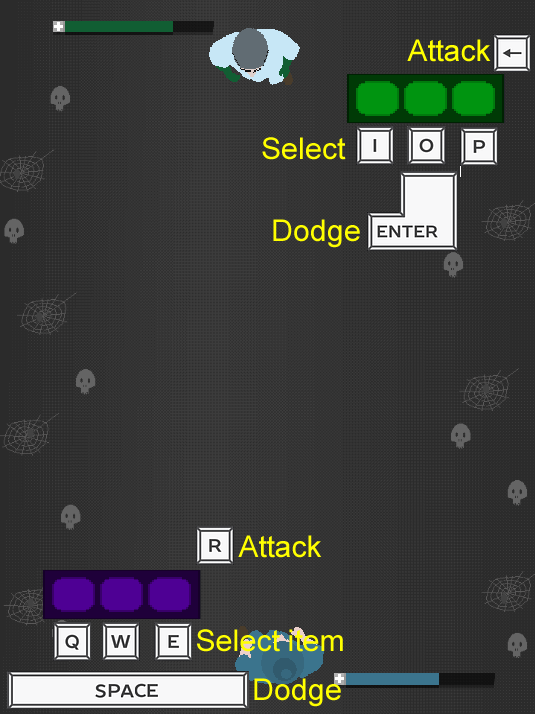 Attack ←
Select I O P
Dodge ENTER
R Attack
Q W E Select item
SPACE Dodge